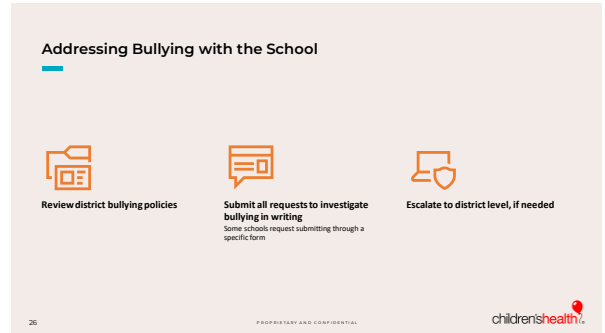 Addressing Bullying with the School
Review district bullying policies
Submit all requests to investigate
bullying in writing
Some schools request submitting through a
specific form
Escalate to district level, if needed
26
PROPRIETARY AND CONFIDENTIAL
children'shealth®